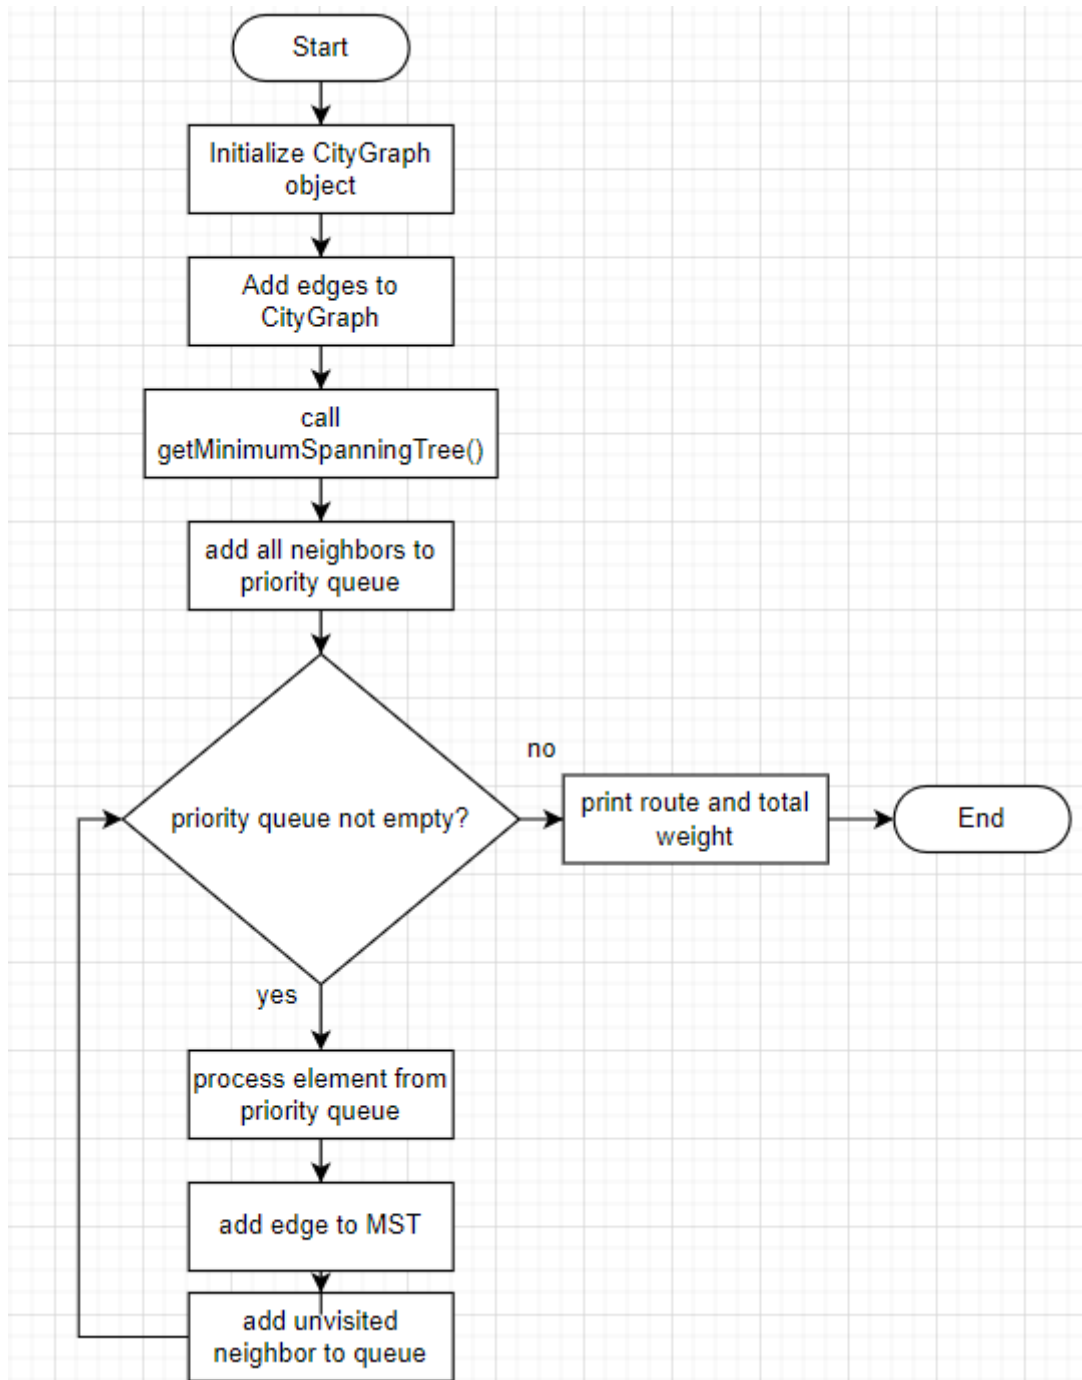 Start
Initialize CityGraph
object
Add edges to
CityGraph
call
getMinimumSpanningTree()
add all neighbors to
priority queue
priority queue not empty?
no
print route and total
weight
End
yes
process element from
priority queue
add edge to MST
add unvisited
neighbor to queue